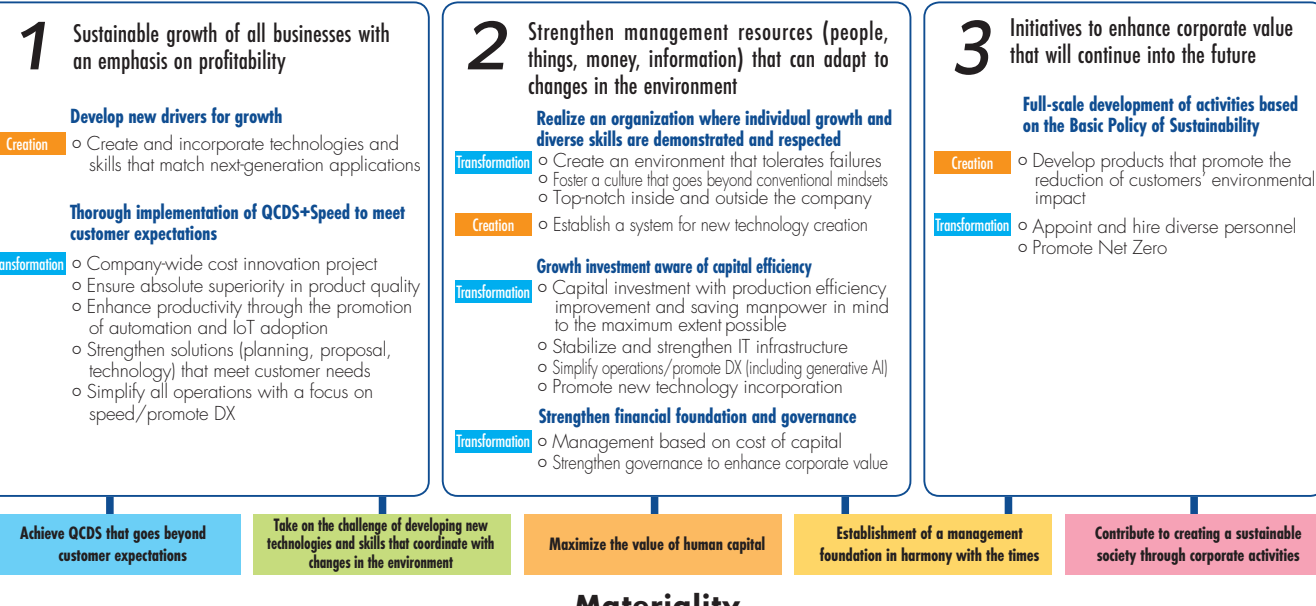 1
Sustainable growth of all businesses with
an emphasis on profitability
Develop new drivers for growth
Creation
○ Create and incorporate technologies and
skills that match next-generation applications
Thorough implementation of QCDS+Speed to meet
customer expectations
ansformation
○ Company-wide cost innovation project
○ Ensure absolute superiority in product quality
○ Enhance productivity through the promotion
of automation and IoT adoption
○ Strengthen solutions (planning, proposal,
technology) that meet customer needs
○ Simplify all operations with a focus on
speed/promote DX
2
Strengthen management resources (people,
things, money, information) that can adapt to
changes in the environment
Realize an organization where individual growth and
diverse skills are demonstrated and respected
Transformation
○ Create an environment that tolerates failures
○ Foster a culture that goes beyond conventional mindsets
○ Top-notch inside and outside the company
Creation
○ Establish a system for new technology creation
Growth investment aware of capital efficiency
Transformation
○ Capital investment with production efficiency
improvement and saving manpower in mind
to the maximum extent possible
○ Stabilize and strengthen IT infrastructure
○ Simplify operations/promote DX (including generative AI)
○ Promote new technology incorporation
Strengthen financial foundation and governance
Transformation
○ Management based on cost of capital
○ Strengthen governance to enhance corporate value
3
Initiatives to enhance corporate value
that will continue into the future
Full-scale development of activities based
on the Basic Policy of Sustainability
Creation
○ Develop products that promote the
reduction of customers' environmental
impact
Transformation
○ Appoint and hire diverse personnel
○ Promote Net Zero
Achieve QCDS that goes beyond
customer expectations
Take on the challenge of developing new
technologies and skills that coordinate with
changes in the environment
Maximize the value of human capital
Establishment of a management
foundation in harmony with the times
Contribute to creating a sustainable
society through corporate activities
Materiality